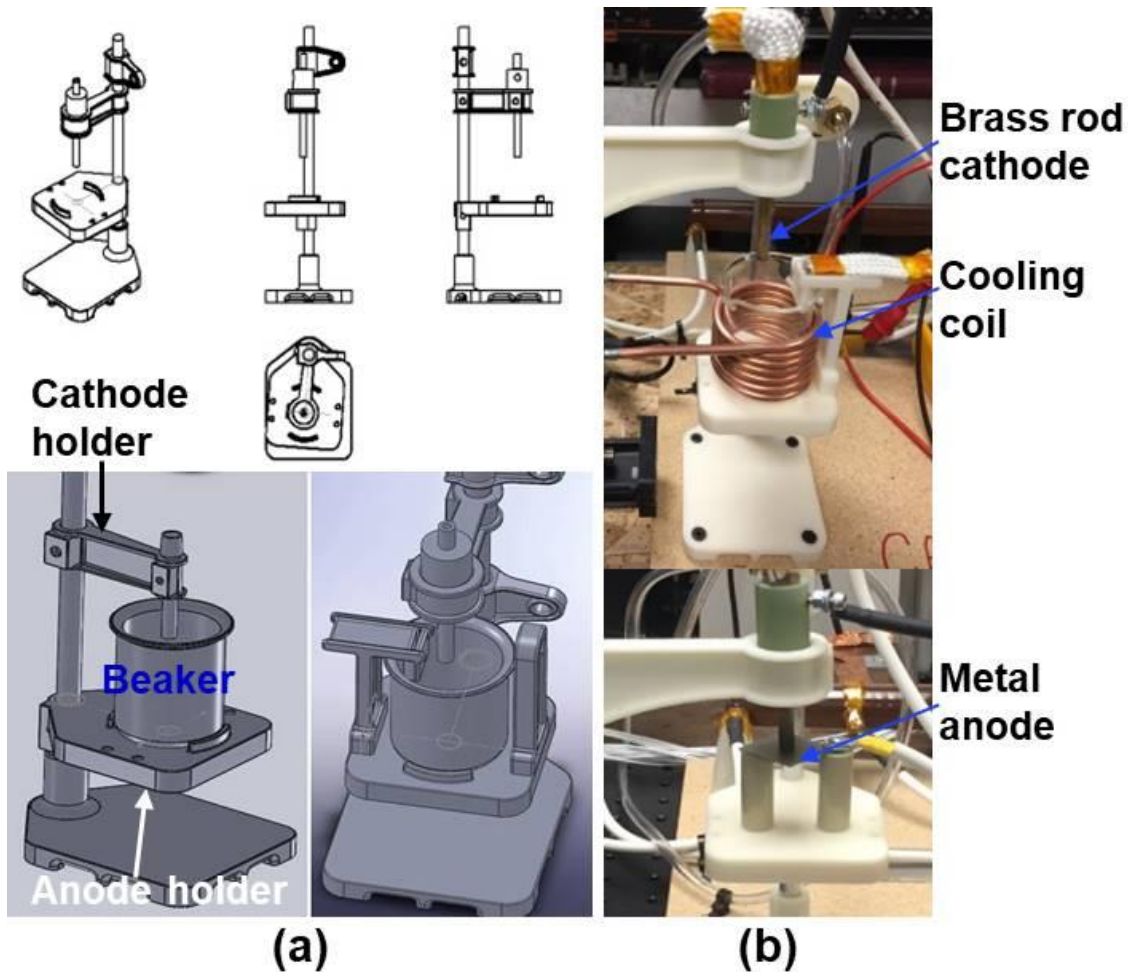 Cathode
holder
Beaker
Anode holder
(a)
Brass rod
cathode
Cooling
coil
Metal
anode
(b)